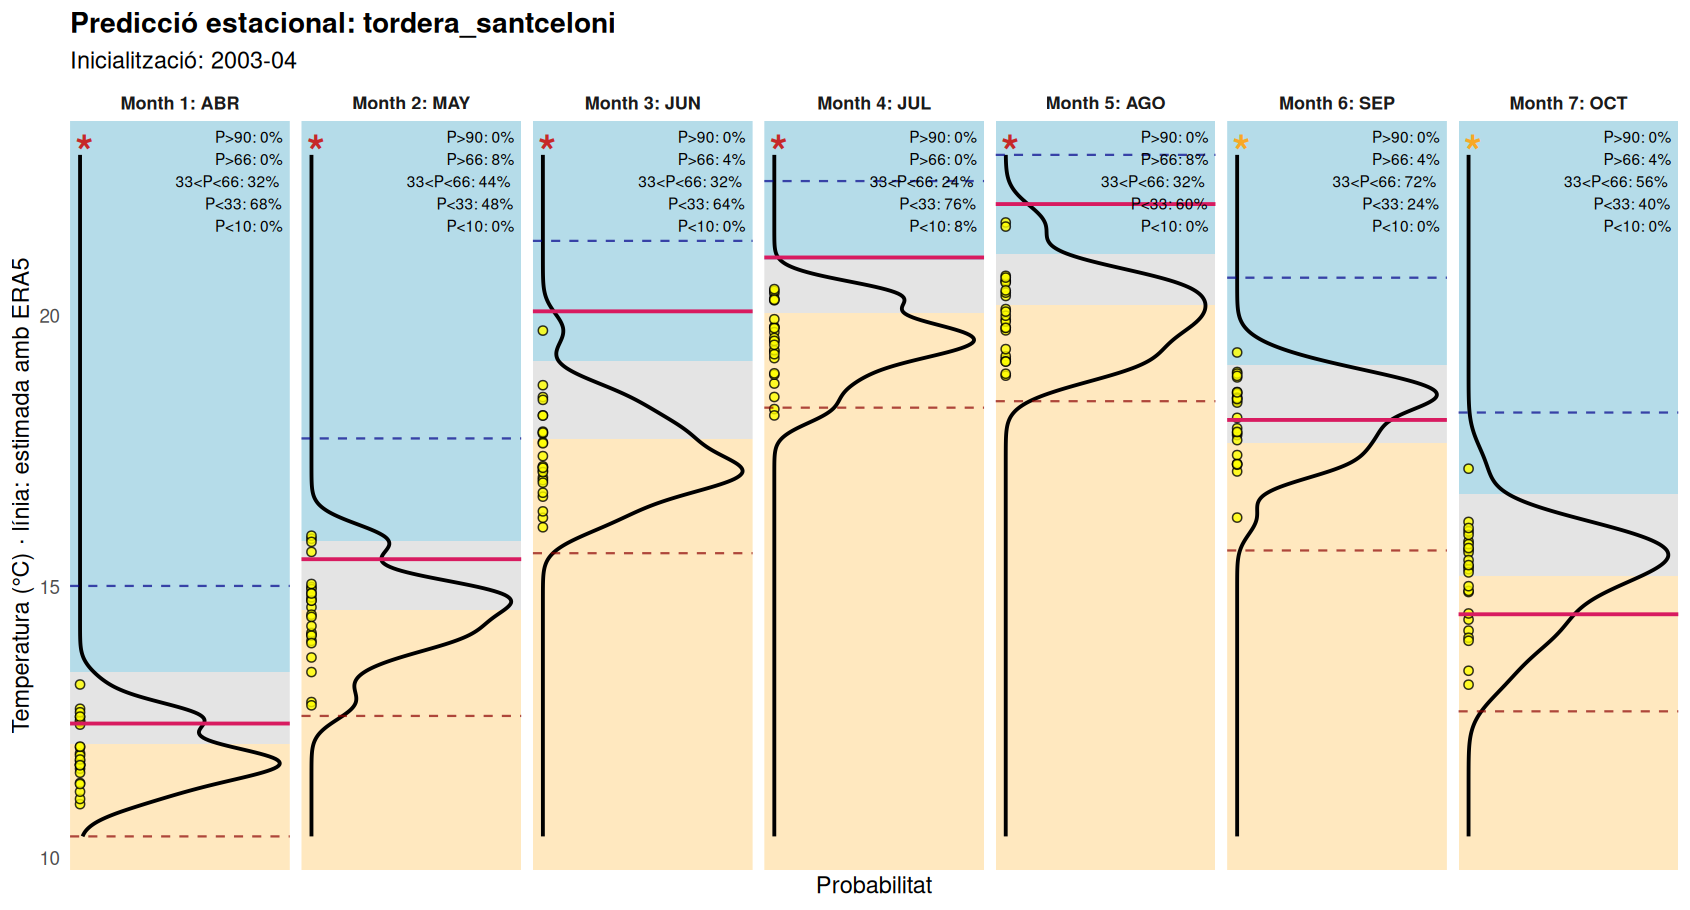 Predicció estacional: tordera_santceloni
Inicialització: 2003-04
Month 1: ABR
Month 2: MAY
Month 3: JUN
Month 4: JUL
Month 5: AGO
Month 6: SEP
Month 7: OCT
*
P>90: 0%
P>66: 0%
33<P<66: 32%
P<33: 68%
P<10: 0%
*
P>90: 0%
P>66: 8%
33<P<66: 44%
P<33: 48%
P<10: 0%
*
P>90: 0%
P>66: 4%
33<P<66: 32%
P<33: 64%
P<10: 0%
*
P>90: 0%
P>66: 0%
33<P<66: 24%
P<33: 76%
P<10: 8%
*
P>90: 0%
P>66: 8%
33<P<66: 32%
P<33: 60%
P<10: 0%
*
P>90: 0%
P>66: 4%
33<P<66: 72%
P<33: 24%
P<10: 0%
*
P>90: 0%
P>66: 4%
33<P<66: 56%
P<33: 40%
P<10: 0%
Temperatura (°C) · línia: estimada amb ERA5
20
15
10
Probabilitat